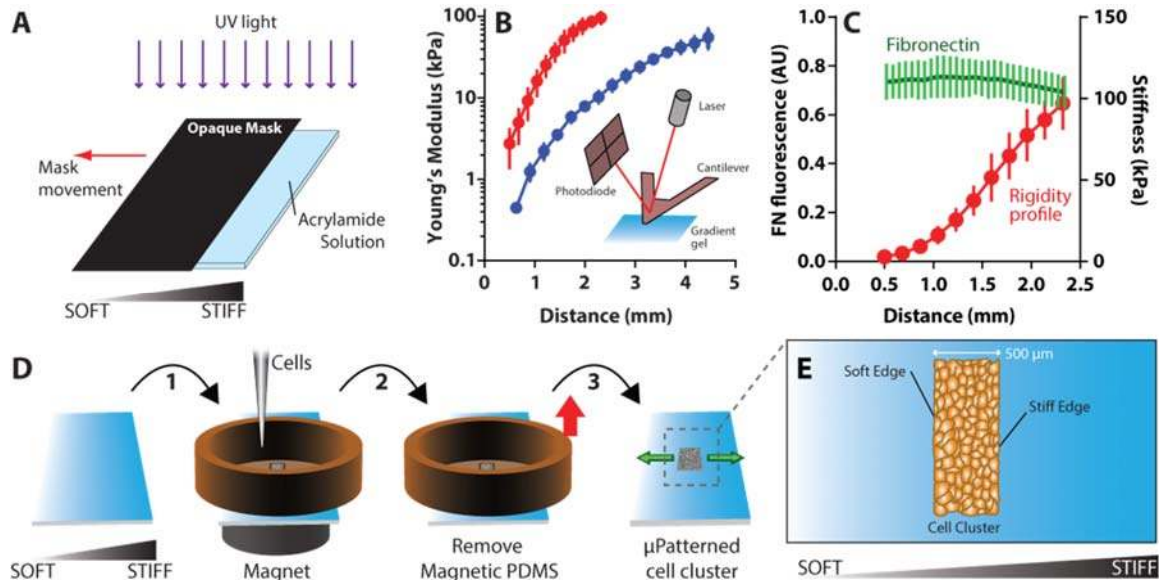 A
UV light
Opaque Mask
Mask
movement
Acrylamide
Solution
SOFT
STIFF
B
Young's Modulus (kPa)
100
10
1
0.1
0
1
2
3
4
5
Distance (mm)
Laser
Photodiode
Cantilever
Gradient
gel
C
FN fluorescence (AU)
1.0
0.8
0.6
0.4
0.2
0.0
Fibronectin
Rigidity
profile
0.0
0.5
1.0
1.5
2.0
2.5
Distance (mm)
150
100
50
0
Stiffness (kPa)
D
1
Cells
2
3
SOFT
STIFF
Magnet
Remove
Magnetic PDMS
µPatterned
cell cluster
E
500 µm
Soft Edge
Stiff Edge
Cell Cluster
SOFT
STIFF